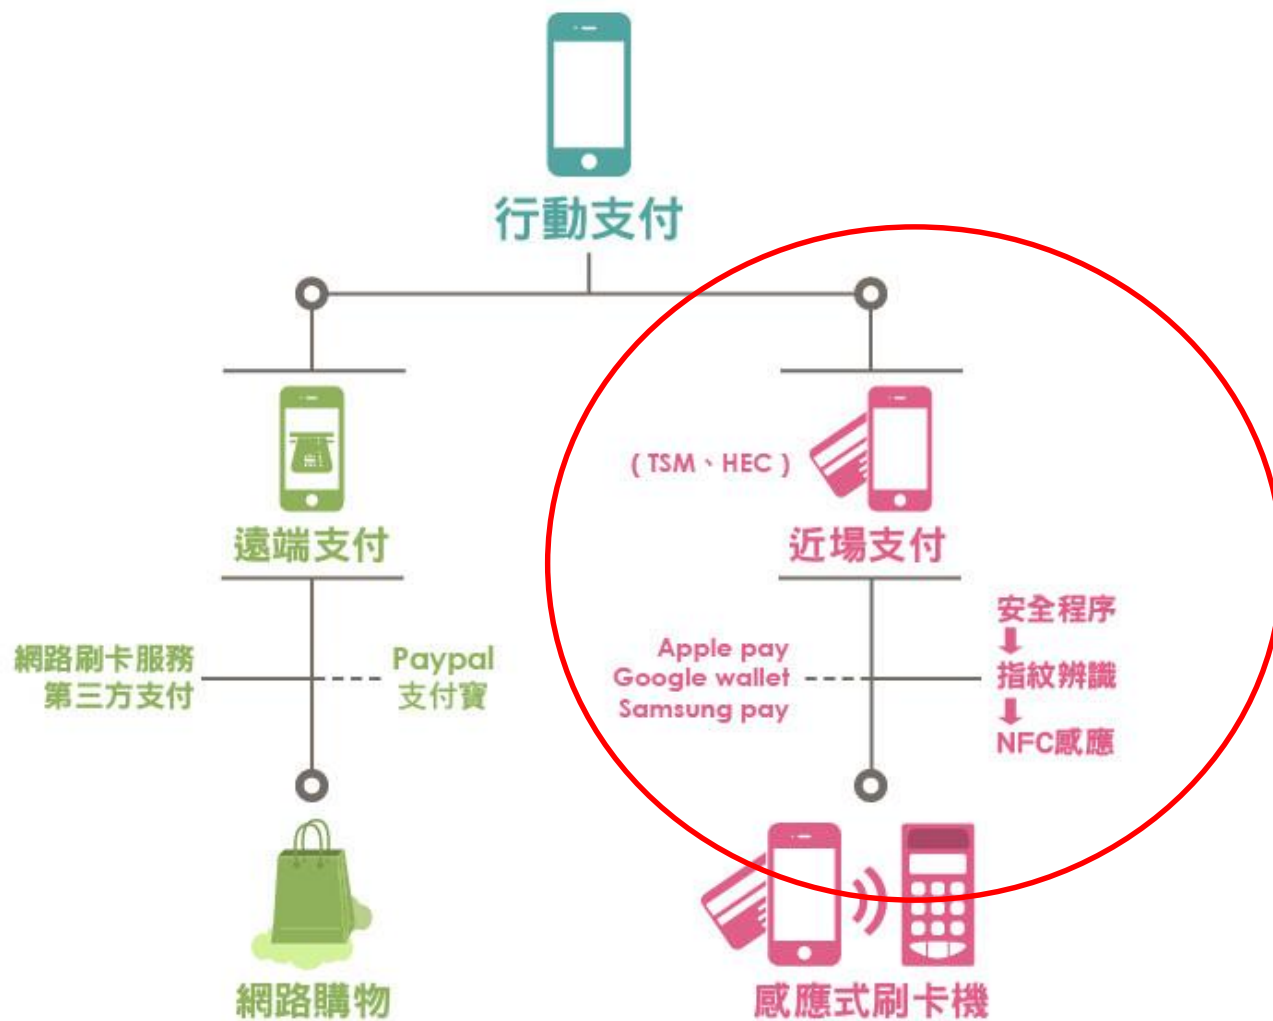 行動支付
遠端支付
網路刷卡服務
第三方支付
Paypal
支付寶
網路購物
( TSM、HEC )
近場支付
Apple pay
Google wallet
Samsung pay
安全程序
指紋辨識
NFC感應
感應式刷卡機